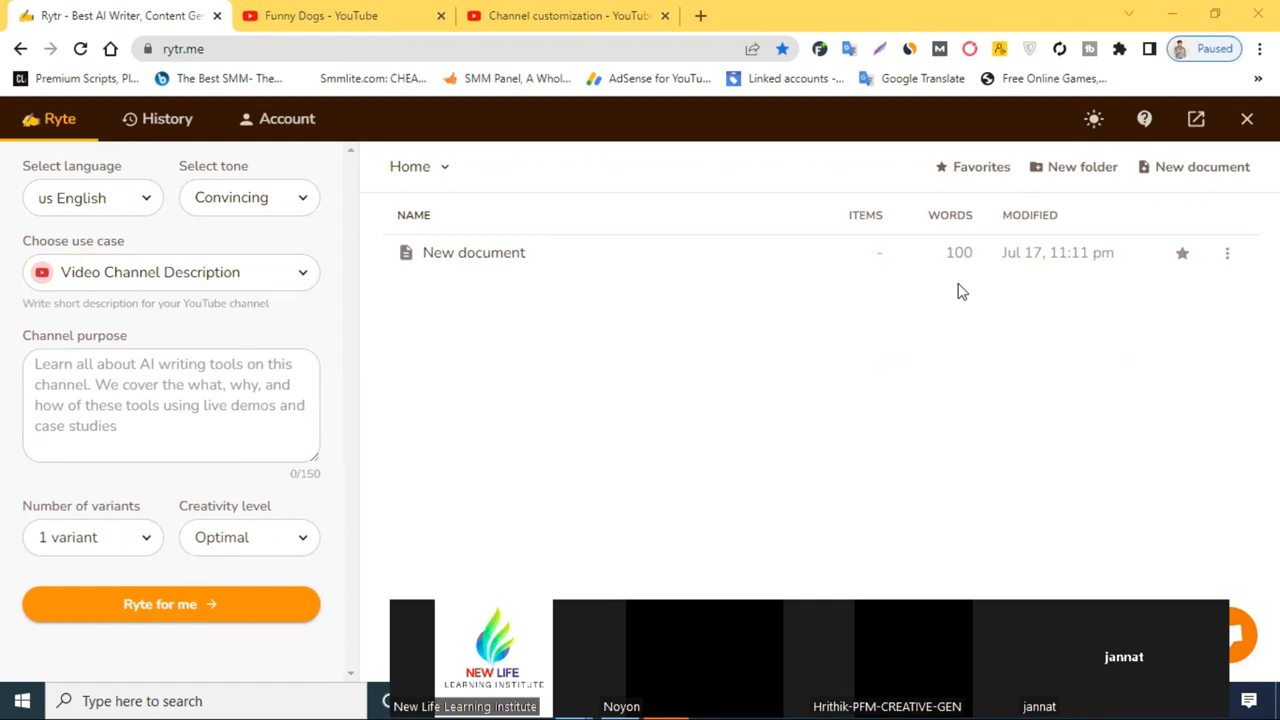 Rytr - Best AI Writer, Content Ge
Funny Dogs - YouTube
Channel customization - YouTub
rytr.me
Paused
Premium Scripts, Pl...
The Best SMM- The...
Smmlite.com: CHEA...
SMM Panel, A Whol...
AdSense for YouTu...
Linked accounts -...
Google Translate
Free Online Games,...
Ryte
History
Account
Select language
Select tone
us English
Convincing
Choose use case
Video Channel Description
Write short description for your YouTube channel
Channel purpose
Learn all about AI writing tools on this
channel. We cover the what, why, and
how of these tools using live demos and
case studies
0/150
Number of variants
Creativity level
1 variant
Optimal
Ryte for me →
Home
Favorites
New folder
New document
NAME
ITEMS
WORDS
MODIFIED
New document
-
100
Jul 17, 11:11 pm
NEW LIFE
LEARNING INSTITUTE
New Life Learning Institute
Noyon
Hrithik-PFM-CREATIVE-GEN
jannat
jannat
Type here to search